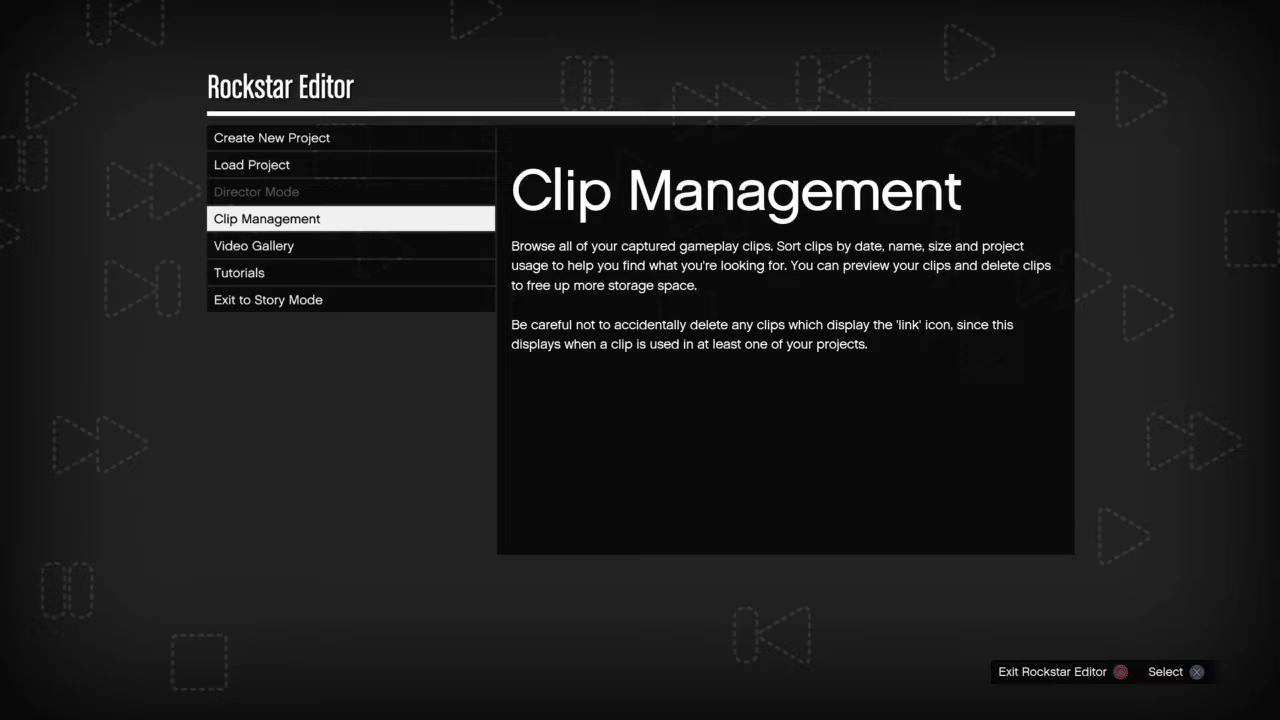 Rockstar Editor
Create New Project
Load Project
Director Mode
Clip Management
Video Gallery
Tutorials
Exit to Story Mode
Clip Management
Browse all of your captured gameplay clips. Sort clips by date, name, size and project
usage to help you find what you're looking for. You can preview your clips and delete clips
to free up more storage space.
Be careful not to accidentally delete any clips which display the 'link' icon, since this
displays when a clip is used in at least one of your projects.
Exit Rockstar Editor Select